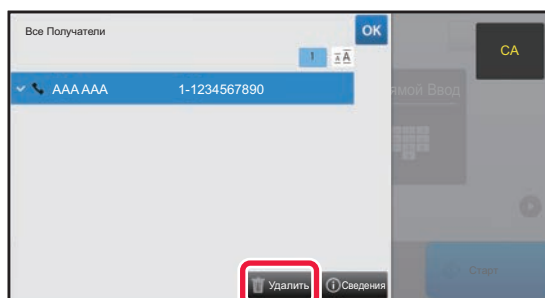 Все Получатели
OK
CA
1
A A
AAA AAA 1-1234567890
ямой Ввод
Удалить
i Сведения
Старт